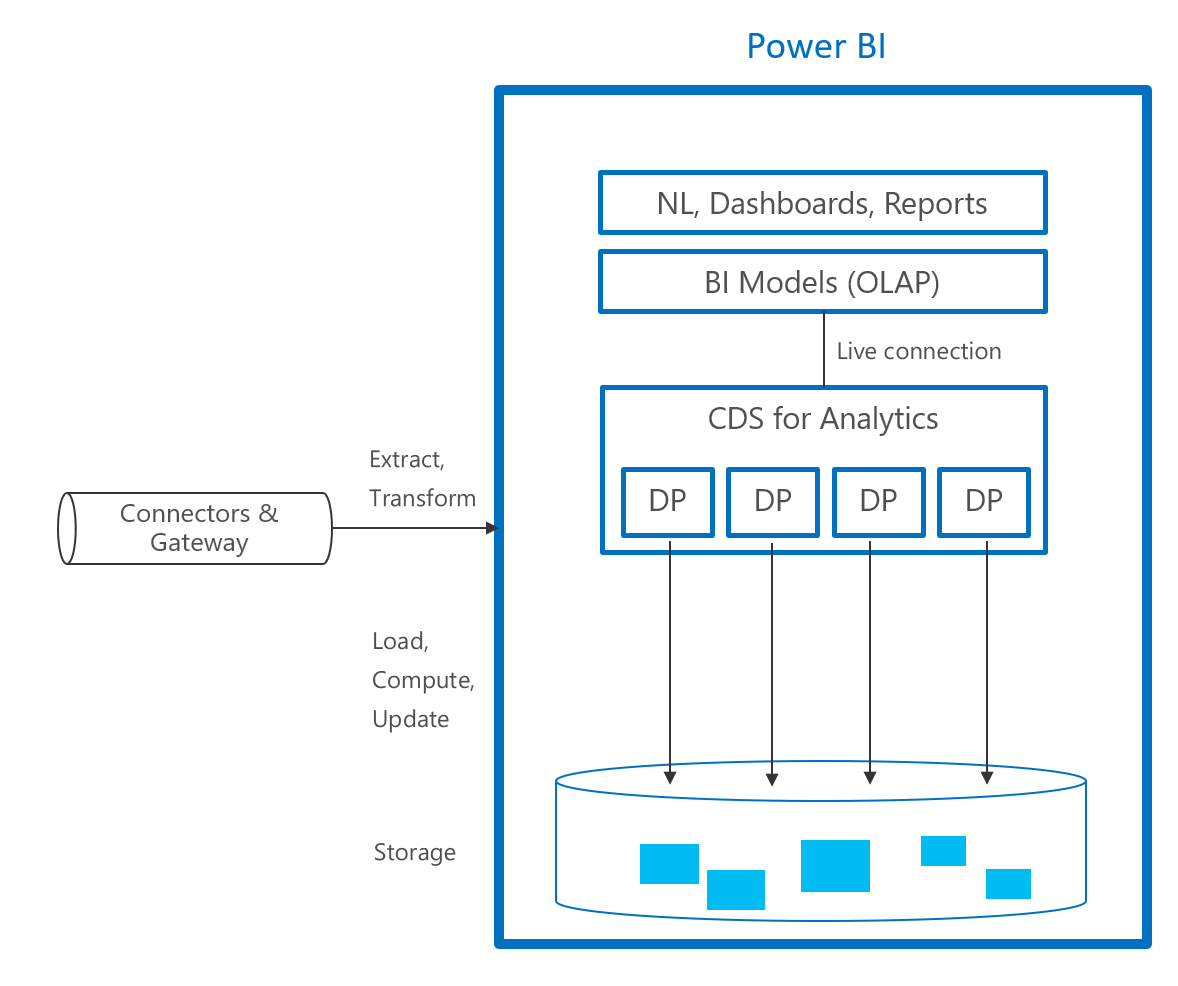 Power BI
NL, Dashboards, Reports
BI Models (OLAP)
Live connection
CDS for Analytics
DP
DP
DP
DP
Extract,
Transform
Connectors &
Gateway
Load,
Compute,
Update
Storage